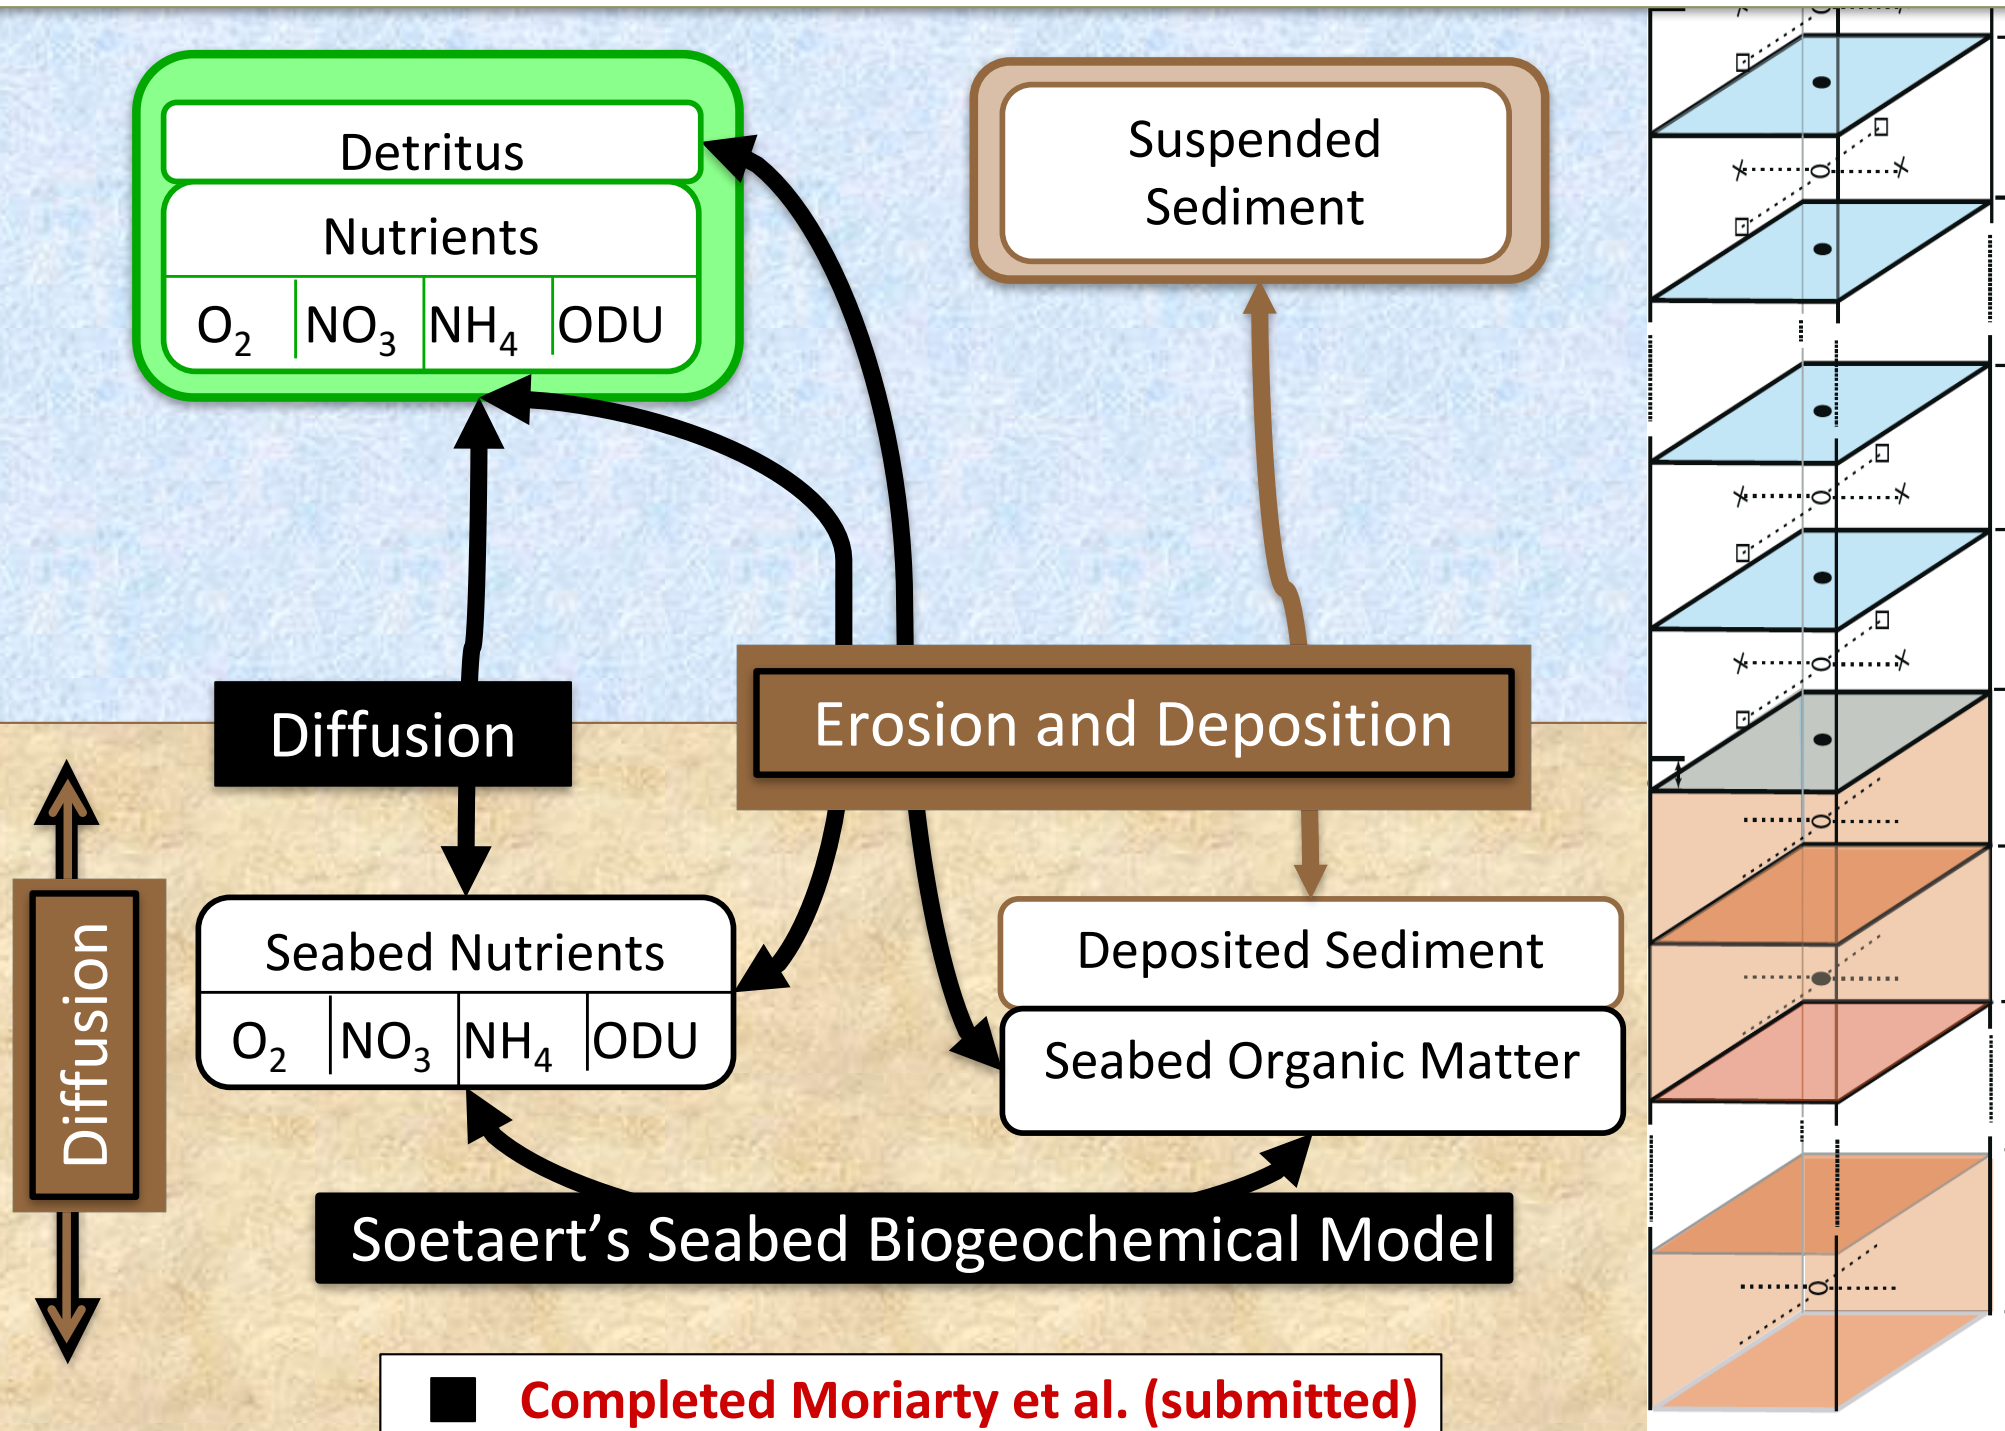 Detritus
Nutrients
O₂ NO₃ NH₄ ODU
Suspended
Sediment
Diffusion
Erosion and Deposition
Diffusion
Seabed Nutrients
O₂ NO₃ NH₄ ODU
Deposited Sediment
Seabed Organic Matter
Soetaert’s Seabed Biogeochemical Model
Completed Moriarty et al. (submitted)